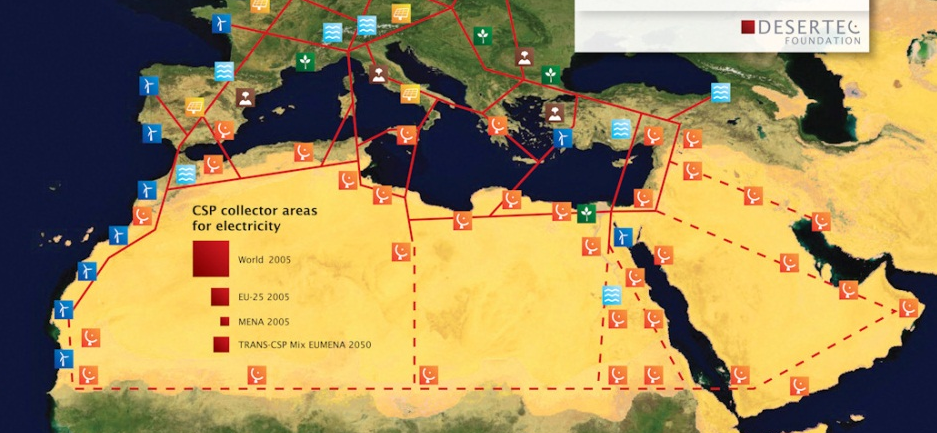 DESERTEC
FOUNDATION
CSP collector areas
for electricity
World 2005
EU-25 2005
MENA 2005
TRANS-CSP Mix EUMENA 2050